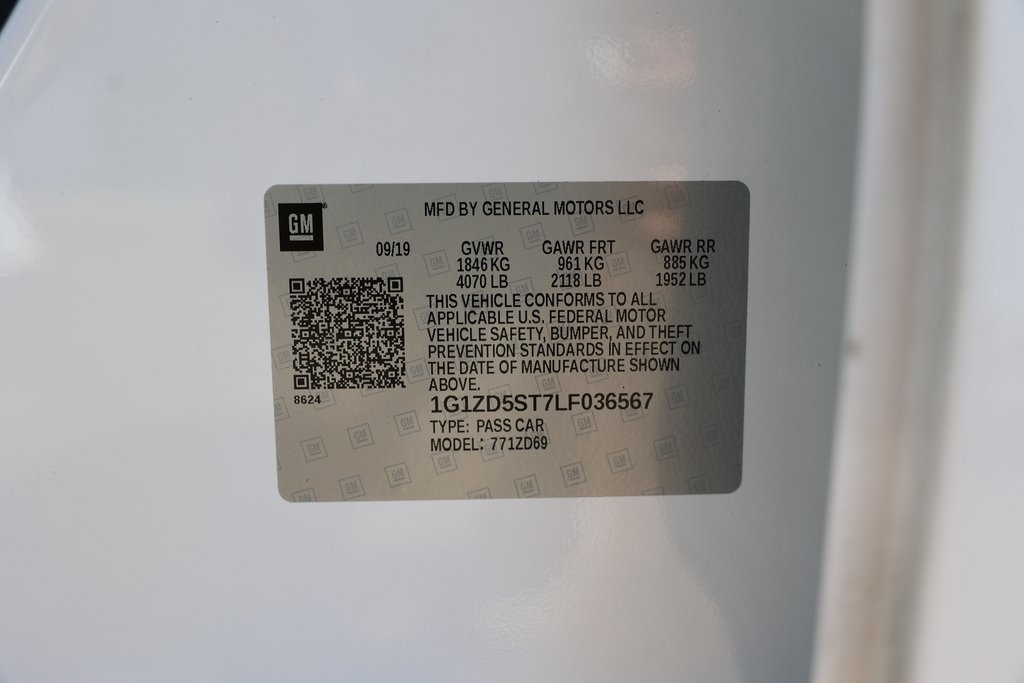 GM
MFD BY GENERAL MOTORS LLC
09/19 GVWR GAWR FRT GAWR RR
1846 KG 961 KG 885 KG
4070 LB 2118 LB 1952 LB
THIS VEHICLE CONFORMS TO ALL
APPLICABLE U.S. FEDERAL MOTOR
VEHICLE SAFETY, BUMPER, AND THEFT
PREVENTION STANDARDS IN EFFECT ON
THE DATE OF MANUFACTURE SHOWN
ABOVE.
8624
1G1ZD5ST7LF036567
TYPE: PASS CAR
MODEL: 771ZD69